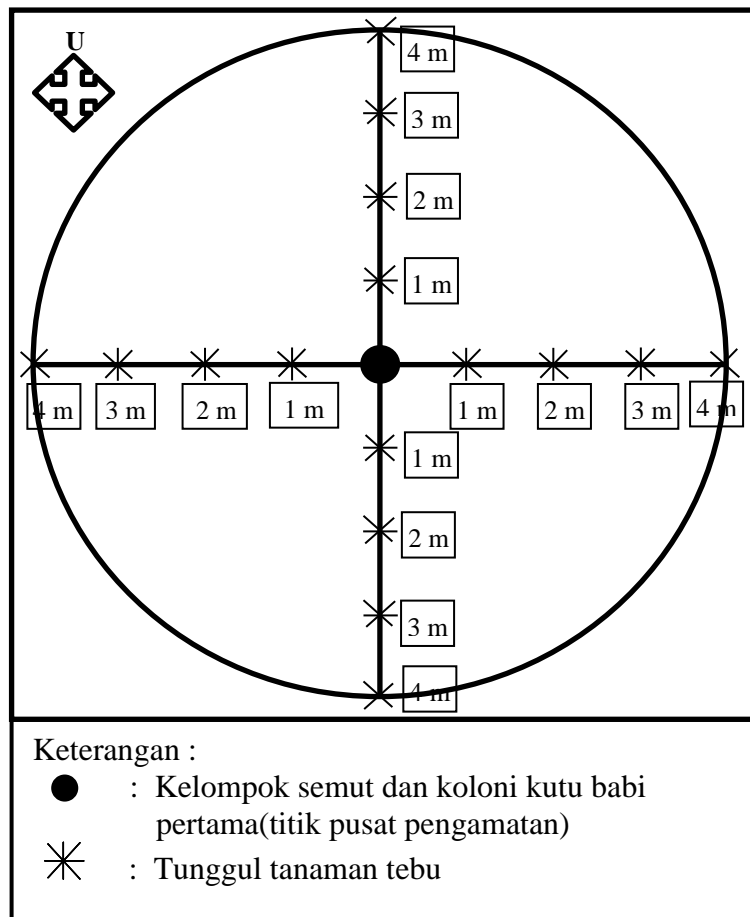 U
4 m
3 m
2 m
1 m
4 m 3 m 2 m 1 m 1 m 2 m 3 m 4 m
1 m
2 m
3 m
4 m
Keterangan :
: Kelompok semut dan koloni kutu babi
pertama(titik pusat pengamatan)
: Tunggul tanaman tebu